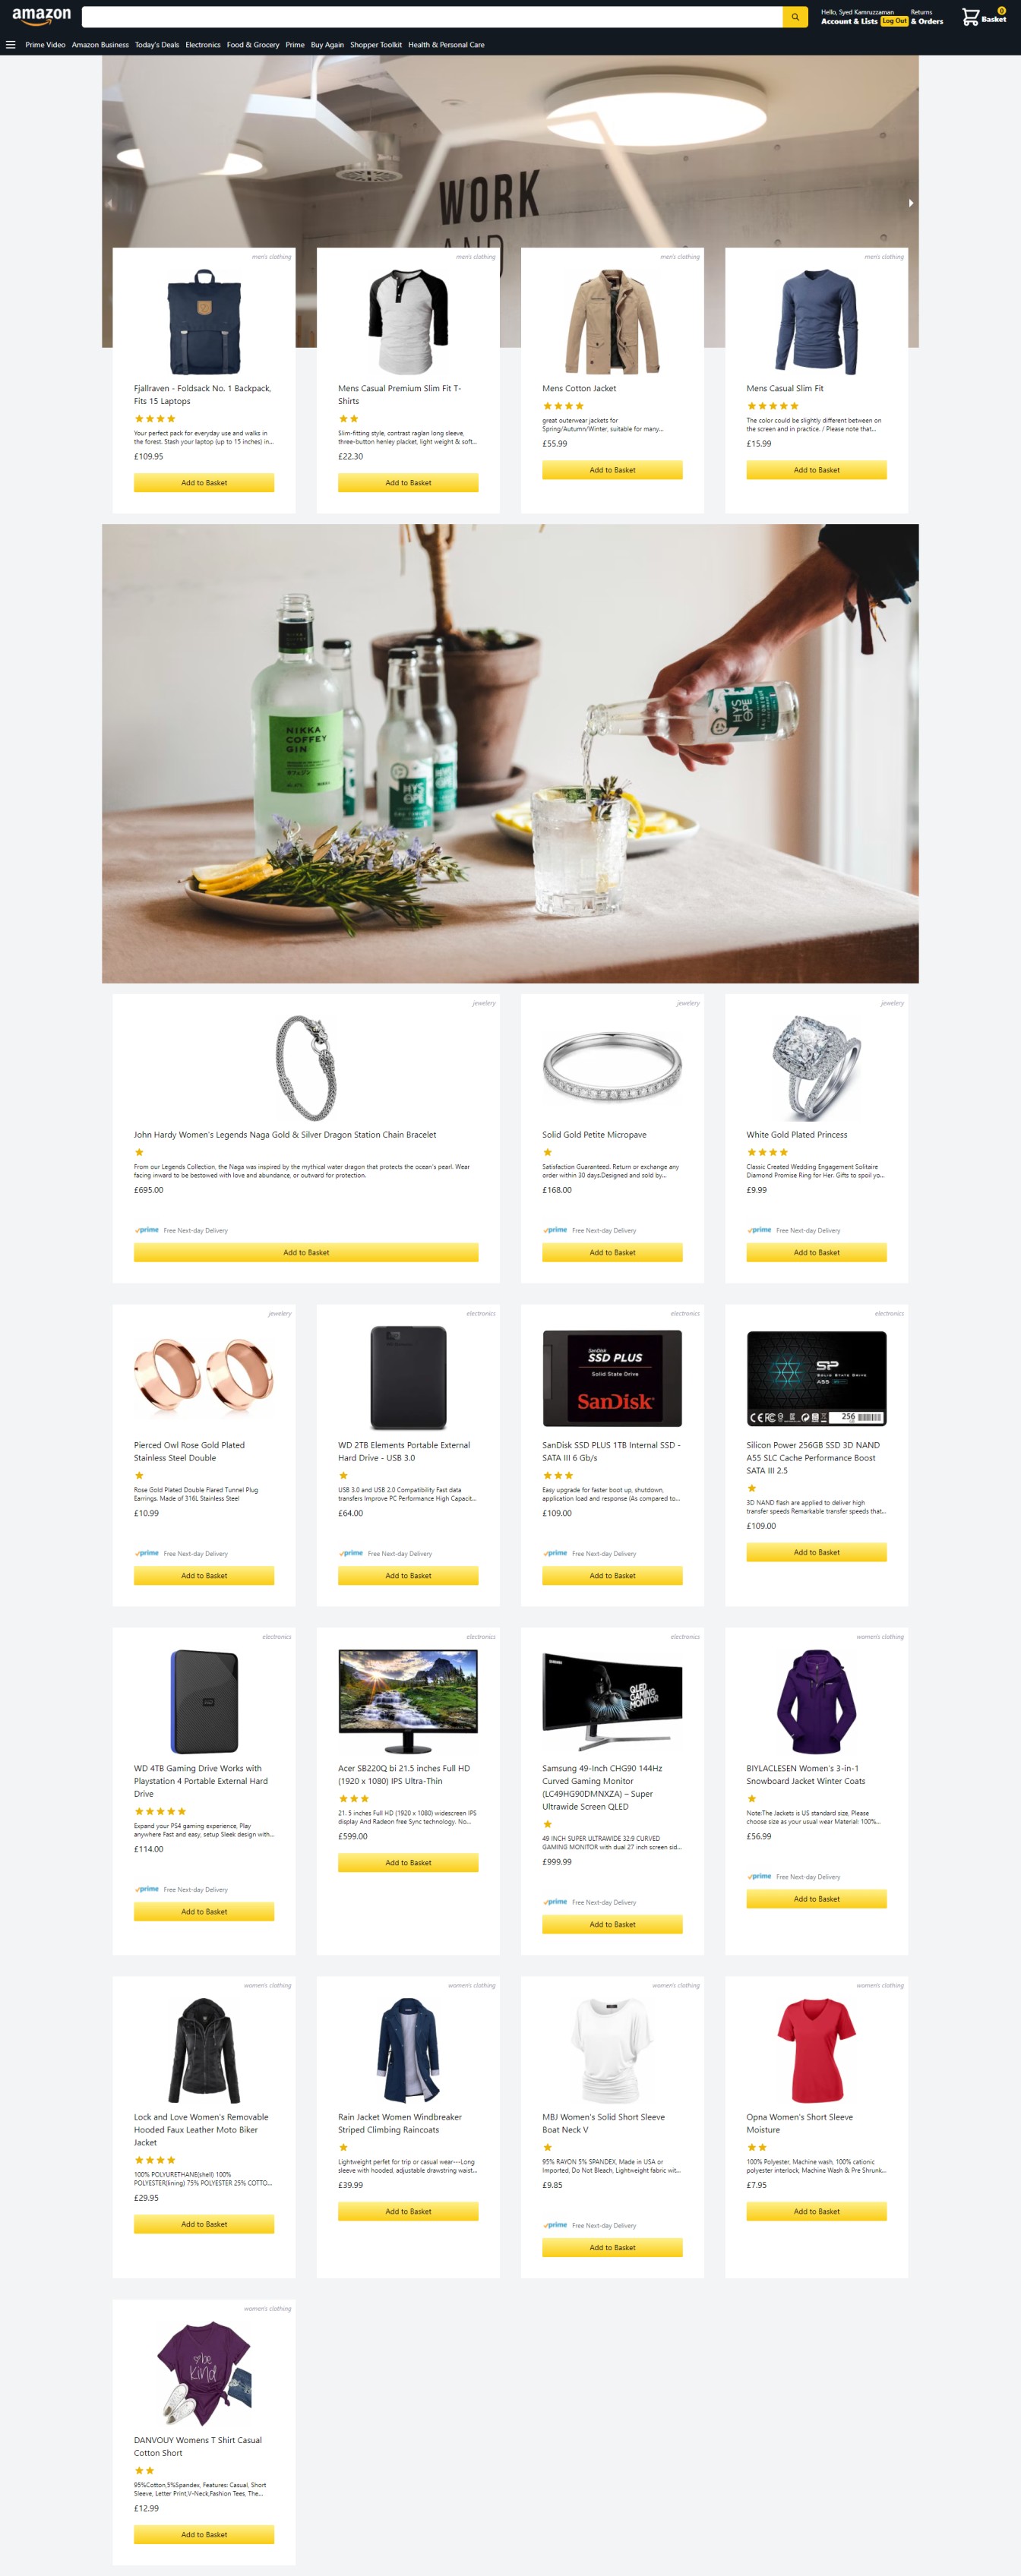 amazon
Hello, Syed Kamruzzaman
Account & Lists
Log Out
Returns
& Orders
0
Basket
Prime Video Amazon Business Today's Deals Electronics Food & Grocery Prime Buy Again Shopper Toolkit Health & Personal Care
WORK
AND
men's clothing
Fjallraven - Foldsack No. 1 Backpack,
Fits 15 Laptops
Your perfect pack for everyday use and walks in
the forest. Stash your laptop (up to 15 inches) in...
£109.95
Add to Basket
men's clothing
Mens Casual Premium Slim Fit T-
Shirts
Slim-fitting style, contrast raglan long sleeve,
three-button henley placket, light weight & soft...
£22.30
Add to Basket
men's clothing
Mens Cotton Jacket
great outerwear jackets for
Spring/Autumn/Winter, suitable for many...
£55.99
Add to Basket
men's clothing
Mens Casual Slim Fit
The color could be slightly different between on
the screen and in practice. / Please note that...
£15.99
Add to Basket
NIKKA
COFFEY
GIN
HYS
OPE
HYS
OPE
jewelery
John Hardy Women's Legends Naga Gold & Silver Dragon Station Chain Bracelet
From our Legends Collection, the Naga was inspired by the mythical water dragon that protects the ocean's pearl. Wear
facing inward to be bestowed with love and abundance, or outward for protection.
£695.00
prime Free Next-day Delivery
Add to Basket
jewelery
Solid Gold Petite Micropave
Satisfaction Guaranteed. Return or exchange any
order within 30 days.Designed and sold by...
£168.00
prime Free Next-day Delivery
Add to Basket
jewelery
White Gold Plated Princess
Classic Created Wedding Engagement Solitaire
Diamond Promise Ring for Her. Gifts to spoil yo...
£9.99
prime Free Next-day Delivery
Add to Basket
jewelery
Pierced Owl Rose Gold Plated
Stainless Steel Double
Rose Gold Plated Double Flared Tunnel Plug
Earrings. Made of 316L Stainless Steel
£10.99
prime Free Next-day Delivery
Add to Basket
electronics
WD 2TB Elements Portable External
Hard Drive - USB 3.0
USB 3.0 and USB 2.0 Compatibility Fast data
transfers Improve PC Performance High Capacit...
£64.00
prime Free Next-day Delivery
Add to Basket
electronics
SanDisk
SSD PLUS
Solid State Drive
SanDisk
SanDisk SSD PLUS 1TB Internal SSD -
SATA III 6 Gb/s
Easy upgrade for faster boot up, shutdown,
application load and response (As compared to...
£109.00
prime Free Next-day Delivery
Add to Basket
electronics
SP
SOLID STATE DRIVE
A55
256
Silicon Power 256GB SSD 3D NAND
A55 SLC Cache Performance Boost
SATA III 2.5
3D NAND flash are applied to deliver high
transfer speeds Remarkable transfer speeds that...
£109.00
Add to Basket
electronics
WD
WD 4TB Gaming Drive Works with
Playstation 4 Portable External Hard
Drive
Expand your PS4 gaming experience, Play
anywhere Fast and easy, setup Sleek design with...
£114.00
prime Free Next-day Delivery
Add to Basket
electronics
Acer SB220Q bi 21.5 inches Full HD
(1920 x 1080) IPS Ultra-Thin
21. 5 inches Full HD (1920 x 1080) widescreen IPS
display And Radeon free Sync technology. No...
£599.00
Add to Basket
electronics
SAMSUNG
QLED
GAMING
MONITOR
Samsung 49-Inch CHG90 144Hz
Curved Gaming Monitor
(LC49HG90DMNXZA) – Super
Ultrawide Screen QLED
49 INCH SUPER ULTRAWIDE 32:9 CURVED
GAMING MONITOR with dual 27 inch screen sid...
£999.99
prime Free Next-day Delivery
Add to Basket
women's clothing
BIYLACLESEN Women's 3-in-1
Snowboard Jacket Winter Coats
Note:The Jackets is US standard size, Please
choose size as your usual wear Material: 100%...
£56.99
prime Free Next-day Delivery
Add to Basket
women's clothing
Lock and Love Women's Removable
Hooded Faux Leather Moto Biker
Jacket
100% POLYURETHANE(shell) 100%
POLYESTER(lining) 75% POLYESTER 25% COTTO...
£29.95
Add to Basket
women's clothing
Rain Jacket Women Windbreaker
Striped Climbing Raincoats
Lightweight perfet for trip or casual wear---Long
sleeve with hooded, adjustable drawstring waist...
£39.99
Add to Basket
women's clothing
MBJ Women's Solid Short Sleeve
Boat Neck V
95% RAYON 5% SPANDEX, Made in USA or
Imported, Do Not Bleach, Lightweight fabric wit...
£9.85
prime Free Next-day Delivery
Add to Basket
women's clothing
Opna Women's Short Sleeve
Moisture
100% Polyester, Machine wash, 100% cationic
polyester interlock, Machine Wash & Pre Shrunk...
£7.95
Add to Basket
women's clothing
be
kind
DANVOUY Womens T Shirt Casual
Cotton Short
95%Cotton,5%Spandex, Features: Casual, Short
Sleeve, Letter Print,V-Neck,Fashion Tees, The...
£12.99
Add to Basket